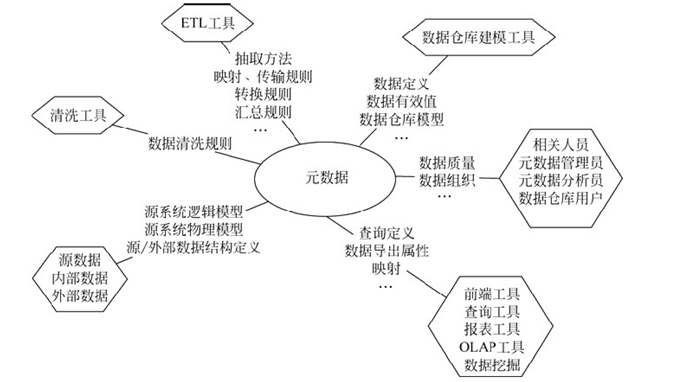 ETL工具
抽取方法
映射、传输规则
转换规则
汇总规则
…
数据仓库建模工具
数据定义
数据有效值
数据仓库模型
…
清洗工具
数据清洗规则
元数据
数据质量
数据组织
…
相关人员
元数据管理员
元数据分析员
数据仓库用户
源系统逻辑模型
源系统物理模型
源/外部数据结构定义
源数据
内部数据
外部数据
查询定义
数据导出属性
映射
…
前端工具
查询工具
报表工具
OLAP工具
数据挖掘